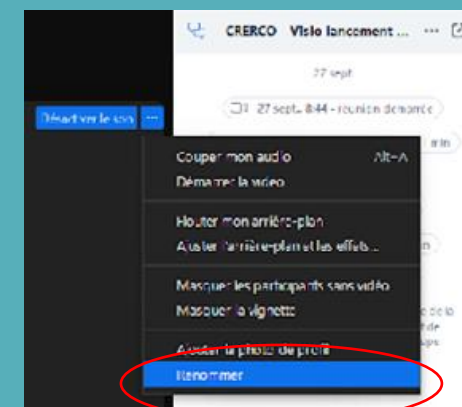 CRERCO Visio lancement ... ...
27 sept.
27 sept., 8:44 - réunion démarrée
Désactiver le son ...
min
Couper mon audio Alt+A
Démarrer la vidéo
Flouter mon arrière-plan
Ajuster l'arrière-plan et les effets...
Masquer les participants sans vidéo
Masquer la vignette
Ajouter la photo de profil
Renommer